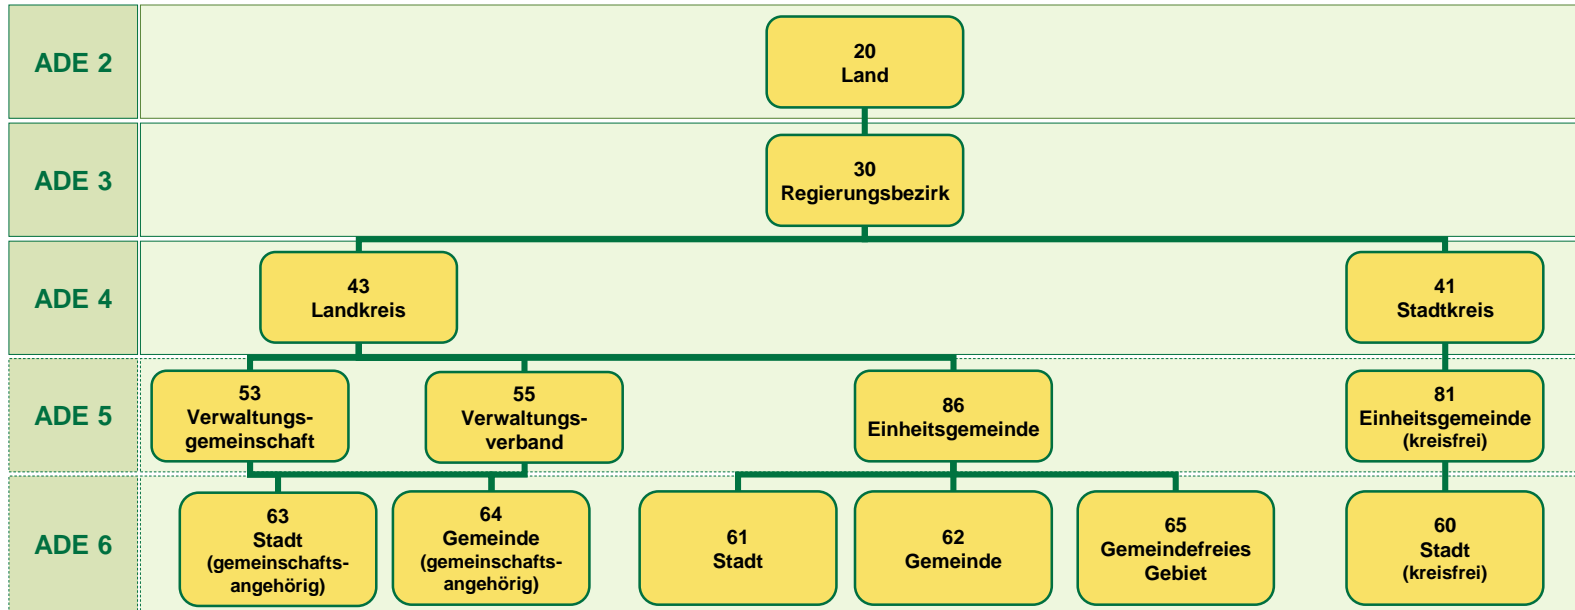 ADE 2
20
Land
ADE 3
30
Regierungsbezirk
ADE 4
43
Landkreis
41
Stadtkreis
ADE 5
53
Verwaltungs-
gemeinschaft
55
Verwaltungs-
verband
86
Einheitsgemeinde
81
Einheitsgemeinde
(kreisfrei)
ADE 6
63
Stadt
(gemeinschafts-
angehörig)
64
Gemeinde
(gemeinschafts-
angehörig)
61
Stadt
62
Gemeinde
65
Gemeindefreies
Gebiet
60
Stadt
(kreisfrei)